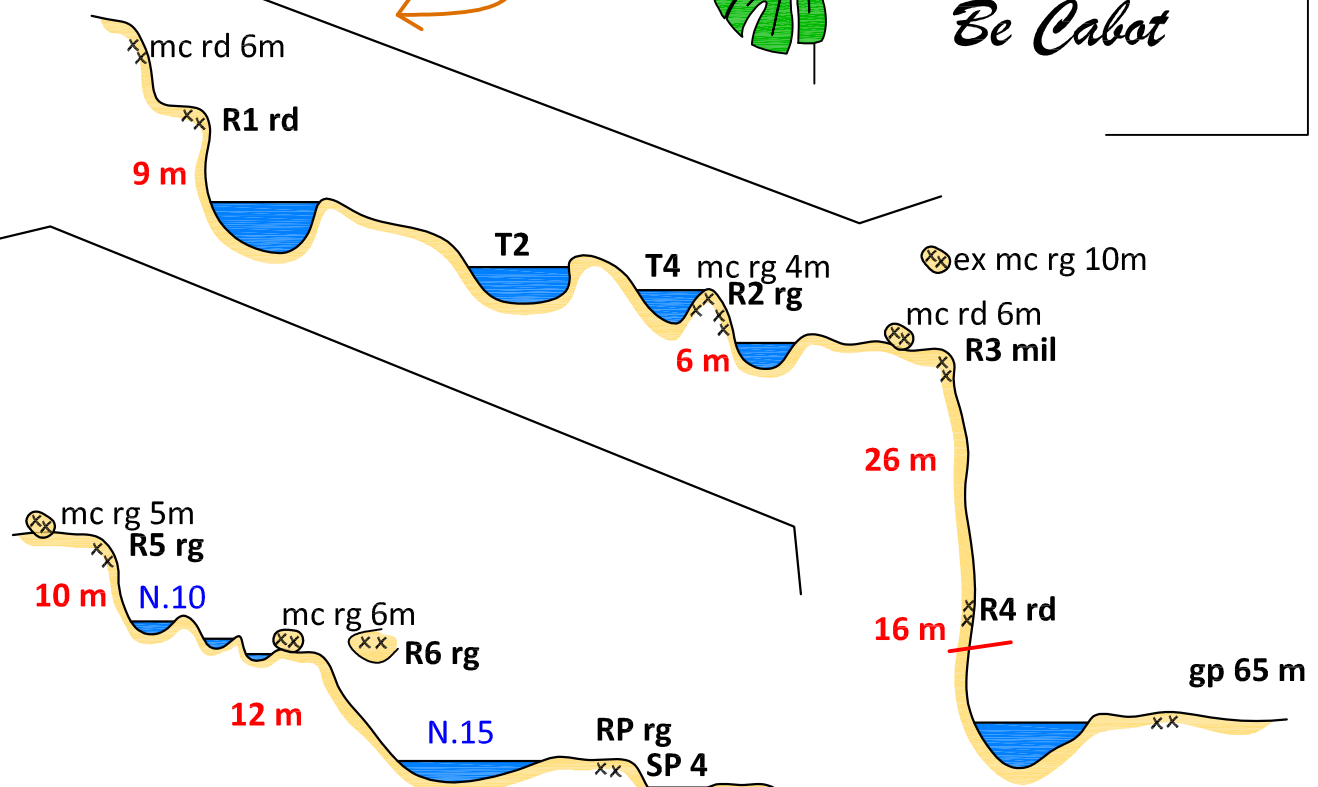 Be Cabot
mc rd 6m
R1 rd
9 m
T2
T4
mc rg 4m
R2 rg
6 m
ex mc rg 10m
mc rd 6m
R3 mil
26 m
R4 rd
16 m
gp 65 m
mc rg 5m
R5 rg
10 m
N.10
mc rg 6m
R6 rg
12 m
N.15
RP rg
SP 4